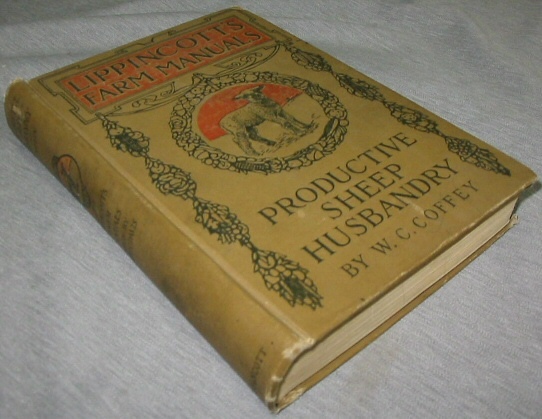 LIPPINCOTT'S
FARM MANUALS
PRODUCTIVE
SHEEP
HUSBANDRY
BY W. C. COFFEY